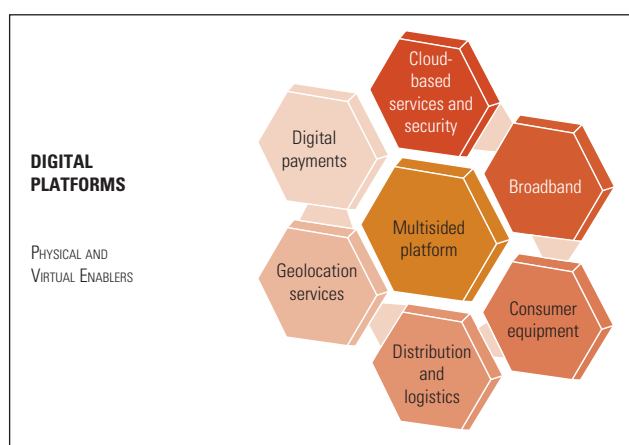 DIGITAL
PLATFORMS
PHYSICAL AND
VIRTUAL ENABLERS
Cloud-
based
services and
security
Digital
payments
Broadband
Multisided
platform
Geolocation
services
Consumer
equipment
Distribution
and
logistics